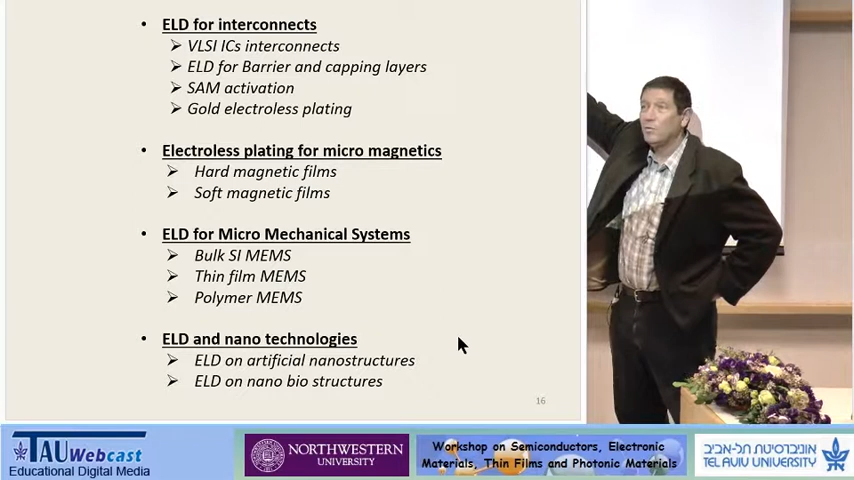 • ELD for interconnects
➢ VLSI ICs interconnects
➢ ELD for Barrier and capping layers
➢ SAM activation
➢ Gold electroless plating
• Electroless plating for micro magnetics
➢ Hard magnetic films
➢ Soft magnetic films
• ELD for Micro Mechanical Systems
➢ Bulk SI MEMS
➢ Thin film MEMS
➢ Polymer MEMS
• ELD and nano technologies
➢ ELD on artificial nanostructures
➢ ELD on nano bio structures
16
TAU Webcast
Educational Digital Media
NORTHWESTERN
UNIVERSITY
Workshop on Semiconductors, Electronic
Materials, Thin Films and Photonic Materials
אוניברסיטת תל-אביב
TEL AVIV UNIVERSITY